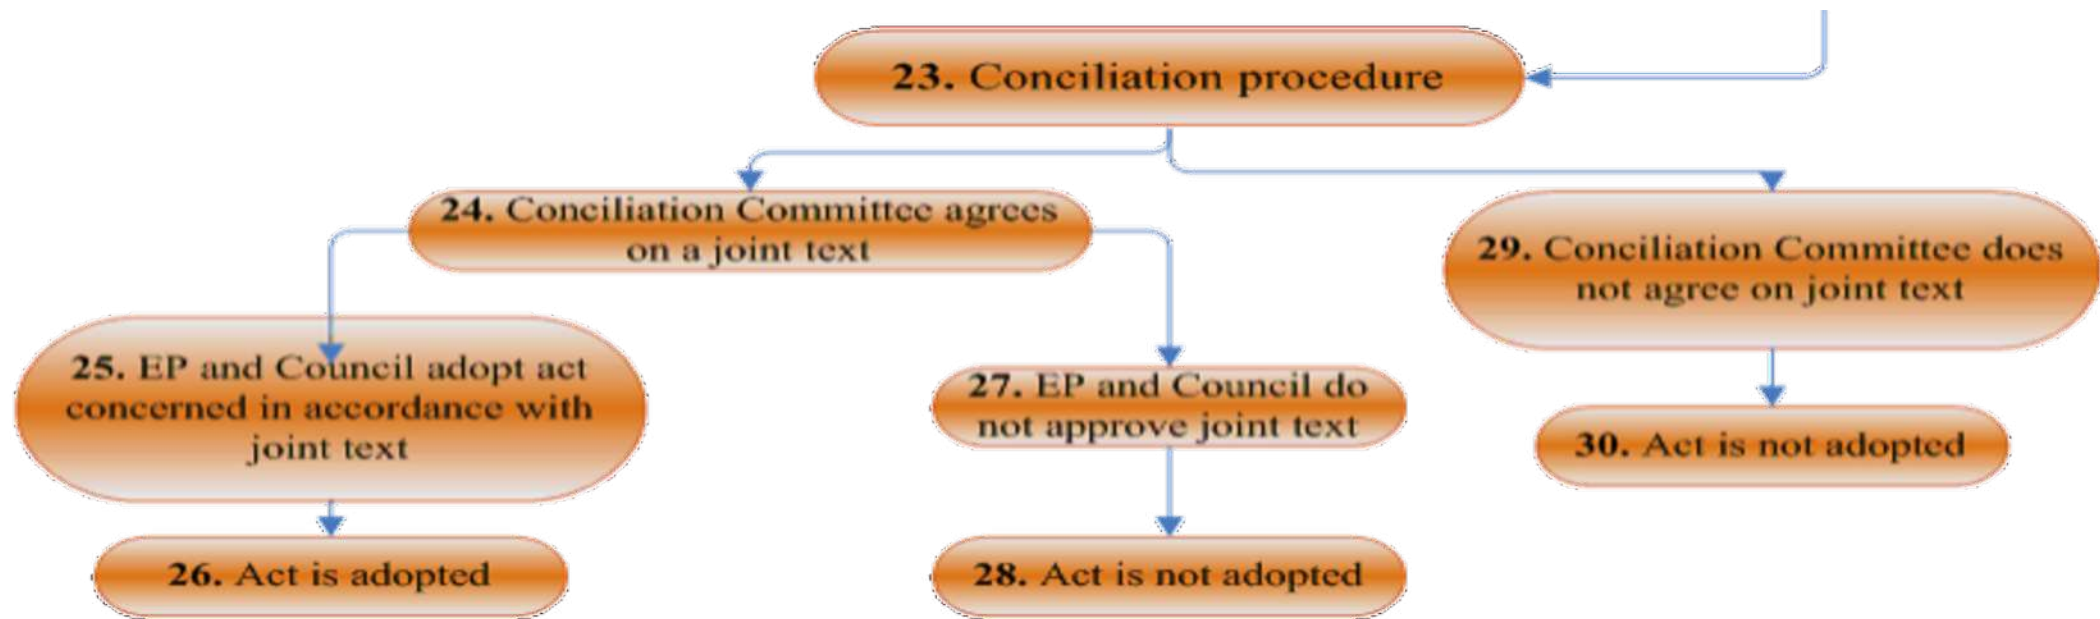 23. Conciliation procedure
24. Conciliation Committee agrees
on a joint text
29. Conciliation Committee does
not agree on joint text
25. EP and Council adopt act
concerned in accordance with
joint text
27. EP and Council do
not approve joint text
30. Act is not adopted
26. Act is adopted
28. Act is not adopted